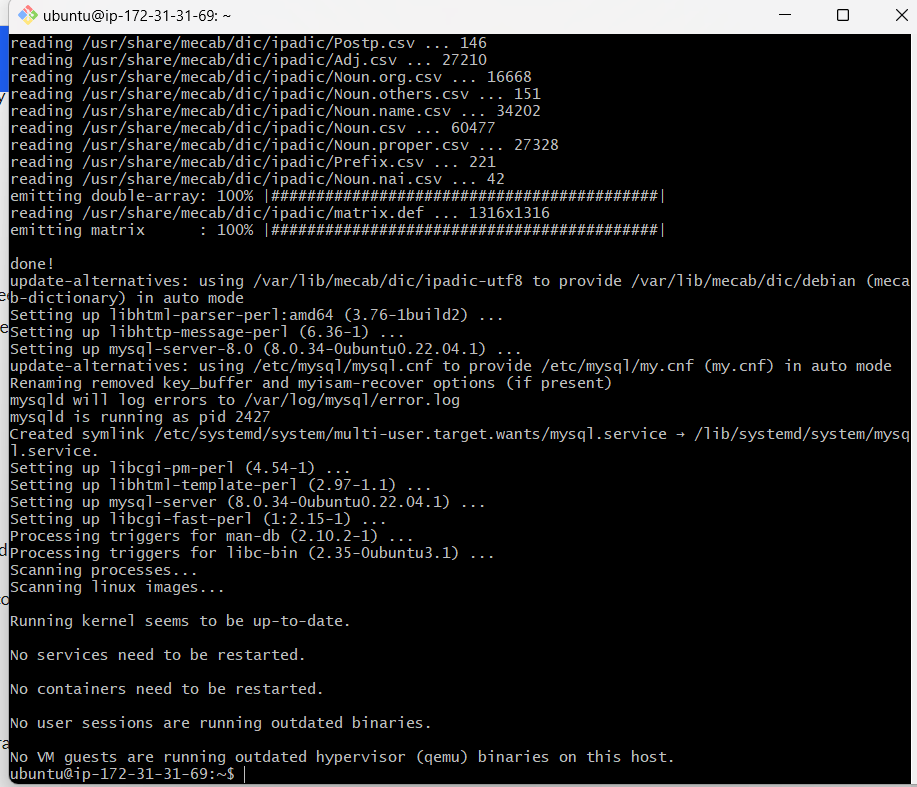 ubuntu@ip-172-31-31-69: ~
reading /usr/share/mecab/dic/ipadic/Postp.csv ... 146
reading /usr/share/mecab/dic/ipadic/Adj.csv ... 27210
reading /usr/share/mecab/dic/ipadic/Noun.org.csv ... 16668
reading /usr/share/mecab/dic/ipadic/Noun.others.csv ... 151
reading /usr/share/mecab/dic/ipadic/Noun.name.csv ... 34202
reading /usr/share/mecab/dic/ipadic/Noun.csv ... 60477
reading /usr/share/mecab/dic/ipadic/Noun.proper.csv ... 27328
reading /usr/share/mecab/dic/ipadic/Prefix.csv ... 221
reading /usr/share/mecab/dic/ipadic/Noun.nai.csv ... 42
emitting double-array: 100% |###########################################|
reading /usr/share/mecab/dic/ipadic/matrix.def ... 1316x1316
emitting matrix      : 100% |###########################################|
done!
update-alternatives: using /var/lib/mecab/dic/ipadic-utf8 to provide /var/lib/mecab/dic/debian (meca
b-dictionary) in auto mode
Setting up libhtml-parser-perl:amd64 (3.76-1build2) ...
Setting up libhttp-message-perl (6.36-1) ...
Setting up mysql-server-8.0 (8.0.34-0ubuntu0.22.04.1) ...
update-alternatives: using /etc/mysql/mysql.cnf to provide /etc/mysql/my.cnf (my.cnf) in auto mode
Renaming removed key_buffer and myisam-recover options (if present)
mysqld will log errors to /var/log/mysql/error.log
mysqld is running as pid 2427
Created symlink /etc/systemd/system/multi-user.target.wants/mysql.service → /lib/systemd/system/mysq
l.service.
Setting up libcgi-pm-perl (4.54-1) ...
Setting up libhtml-template-perl (2.97-1.1) ...
Setting up mysql-server (8.0.34-0ubuntu0.22.04.1) ...
Setting up libcgi-fast-perl (1:2.15-1) ...
Processing triggers for man-db (2.10.2-1) ...
Processing triggers for libc-bin (2.35-0ubuntu3.1) ...
Scanning processes...
Scanning linux images...
Running kernel seems to be up-to-date.
No services need to be restarted.
No containers need to be restarted.
No user sessions are running outdated binaries.
No VM guests are running outdated hypervisor (qemu) binaries on this host.
ubuntu@ip-172-31-31-69:~$